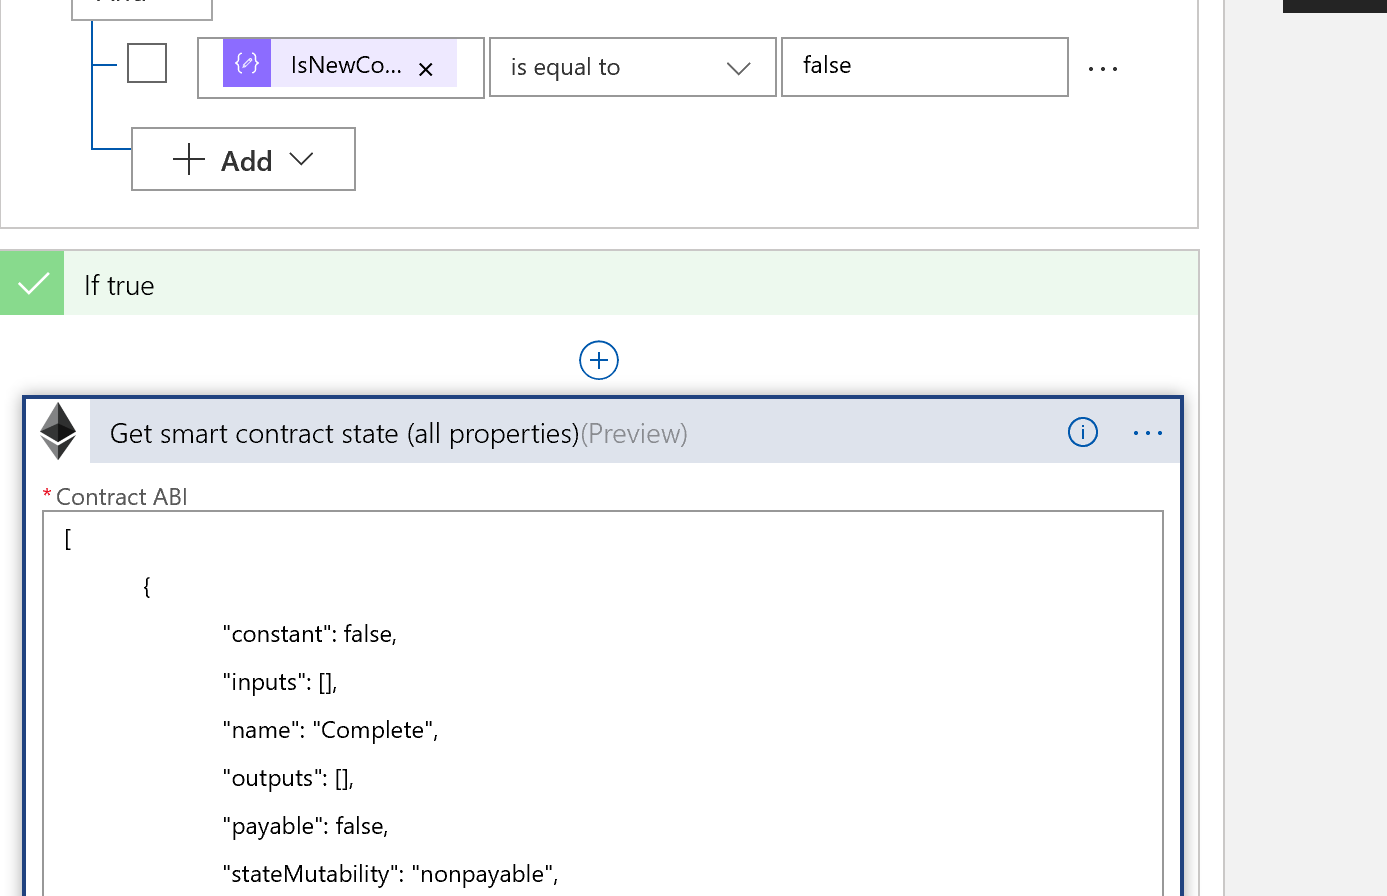 IsNewCo... × is equal to false ...
Add
If true
Get smart contract state (all properties)(Preview)
* Contract ABI
[
{
"constant": false,
"inputs": [],
"name": "Complete",
"outputs": [],
"payable": false,
"stateMutability": "nonpayable",